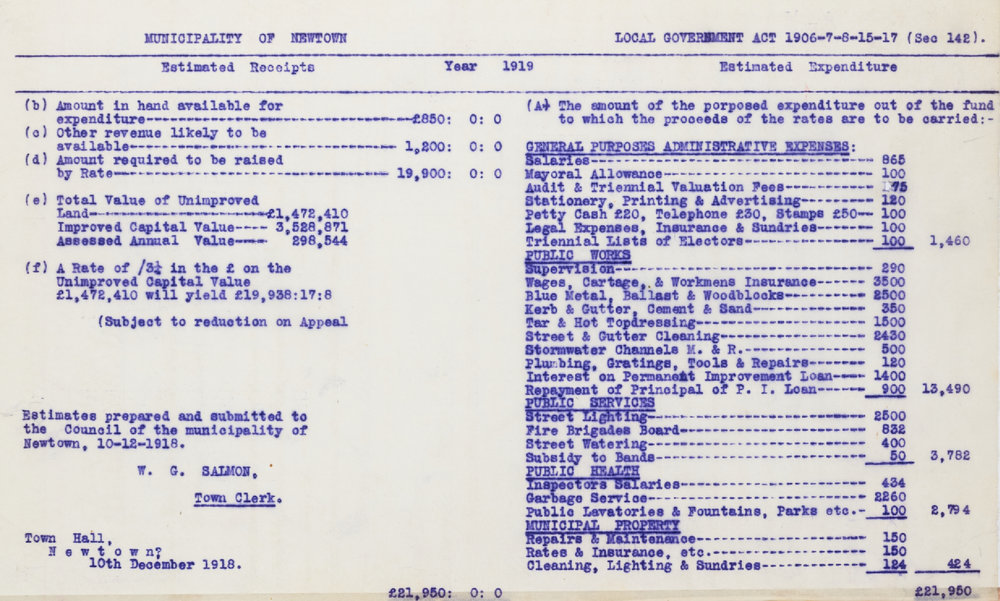 MUNICIPALITY OF NEWTOWN
LOCAL GOVERNMENT ACT 1906-7-8-15-17 (Sec 142).
Estimated Receipts Year 1919 Estimated Expenditure
(b) Amount in hand available for
expenditure---£850: 0: 0
(c) Other revenue likely to be
available---1,200: 0: 0
(d) Amount required to be raised
by Rate---19,900: 0: 0
(e) Total Value of Unimproved
Land---£1,472,410
Improved Capital Value---- 3,528,871
Assessed Annual Value---- 298,544
(f) A Rate of /3¼ in the £ on the
Unimproved Capital Value
£1,472,410 will yield £19,938:17:8
(Subject to reduction on Appeal
Estimates prepared and submitted to
the Council of the municipality of
Newtown, 10-12-1918.
W. G. SALMON,
Town Clerk.
Town Hall,
Newtown,
10th December 1918.
£21,950: 0: 0
(A) The amount of the porposed expenditure out of the fund
to which the proceeds of the rates are to be carried:-
GENERAL PURPOSES ADMINISTRATIVE EXPENSES:
Salaries--- 865
Mayoral Allowance--- 100
Audit & Triennial Valuation Fees--- 75
Stationery, Printing & Advertising--- 120
Petty Cash £20, Telephone £30, Stamps £50-- 100
Legal Expenses, Insurance & Sundries--- 100
Triennial Lists of Electors--- 100 1,460
PUBLIC WORKS
Supervision--- 290
Wages, Cartage, & Workmens Insurance--- 3500
Blue Metal, Ballast & Woodblocks--- 2500
Kerb & Gutter, Cement & Sand--- 350
Tar & Hot Topdressing--- 1500
Street & Gutter Cleaning--- 2430
Stormwater Channels M. & R.--- 500
Plumbing, Gratings, Tools & Repairs--- 120
Interest on Permanent Improvement Loan--- 1400
Repayment of Principal of P. I. Loan--- 900 13,490
PUBLIC SERVICES
Street Lighting--- 2500
Fire Brigades Board--- 832
Street Watering--- 400
Subsidy to Bands--- 50 3,782
PUBLIC HEALTH
Inspectors Salaries--- 434
Garbage Service--- 2260
Public Lavatories & Fountains, Parks etc.- 100 2,794
MUNICIPAL PROPERTY
Repairs & Maintenance--- 150
Rates & Insurance, etc.--- 150
Cleaning, Lighting & Sundries--- 124 424
£21,950